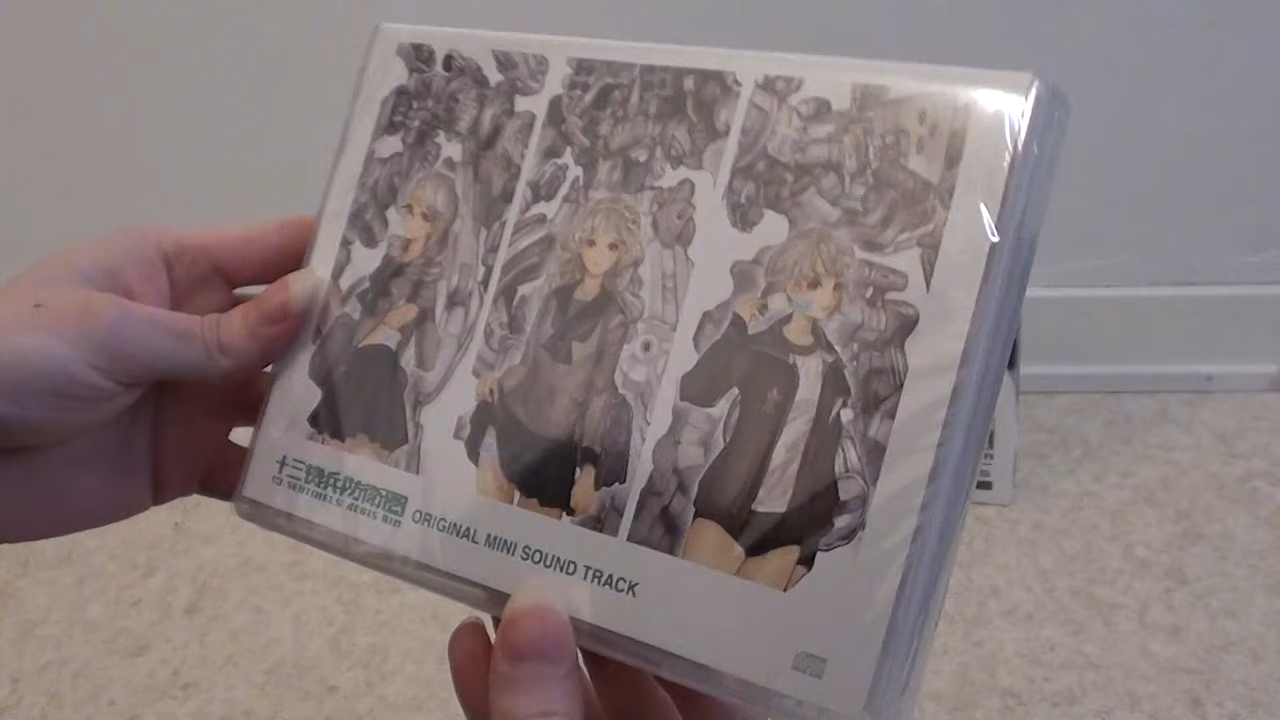 十三機兵防衛圏
13 SENTINELS: AEGIS RIM
ORIGINAL MINI SOUND TRACK